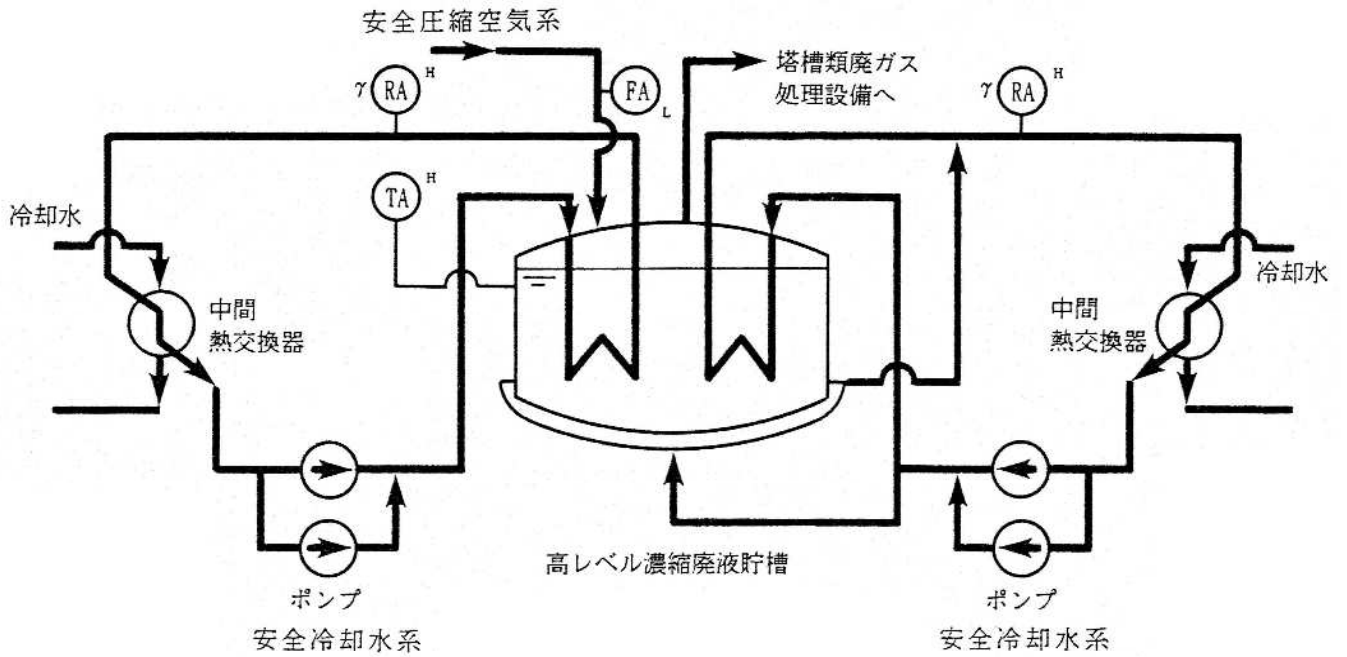 安全圧縮空気系
塔槽類廃ガス
処理設備へ
γ RA H
FA L
γ RA H
TA H
冷却水
冷却水
中間
熱交換器
中間
熱交換器
高レベル濃縮廃液貯槽
ポンプ
安全冷却水系
ポンプ
安全冷却水系